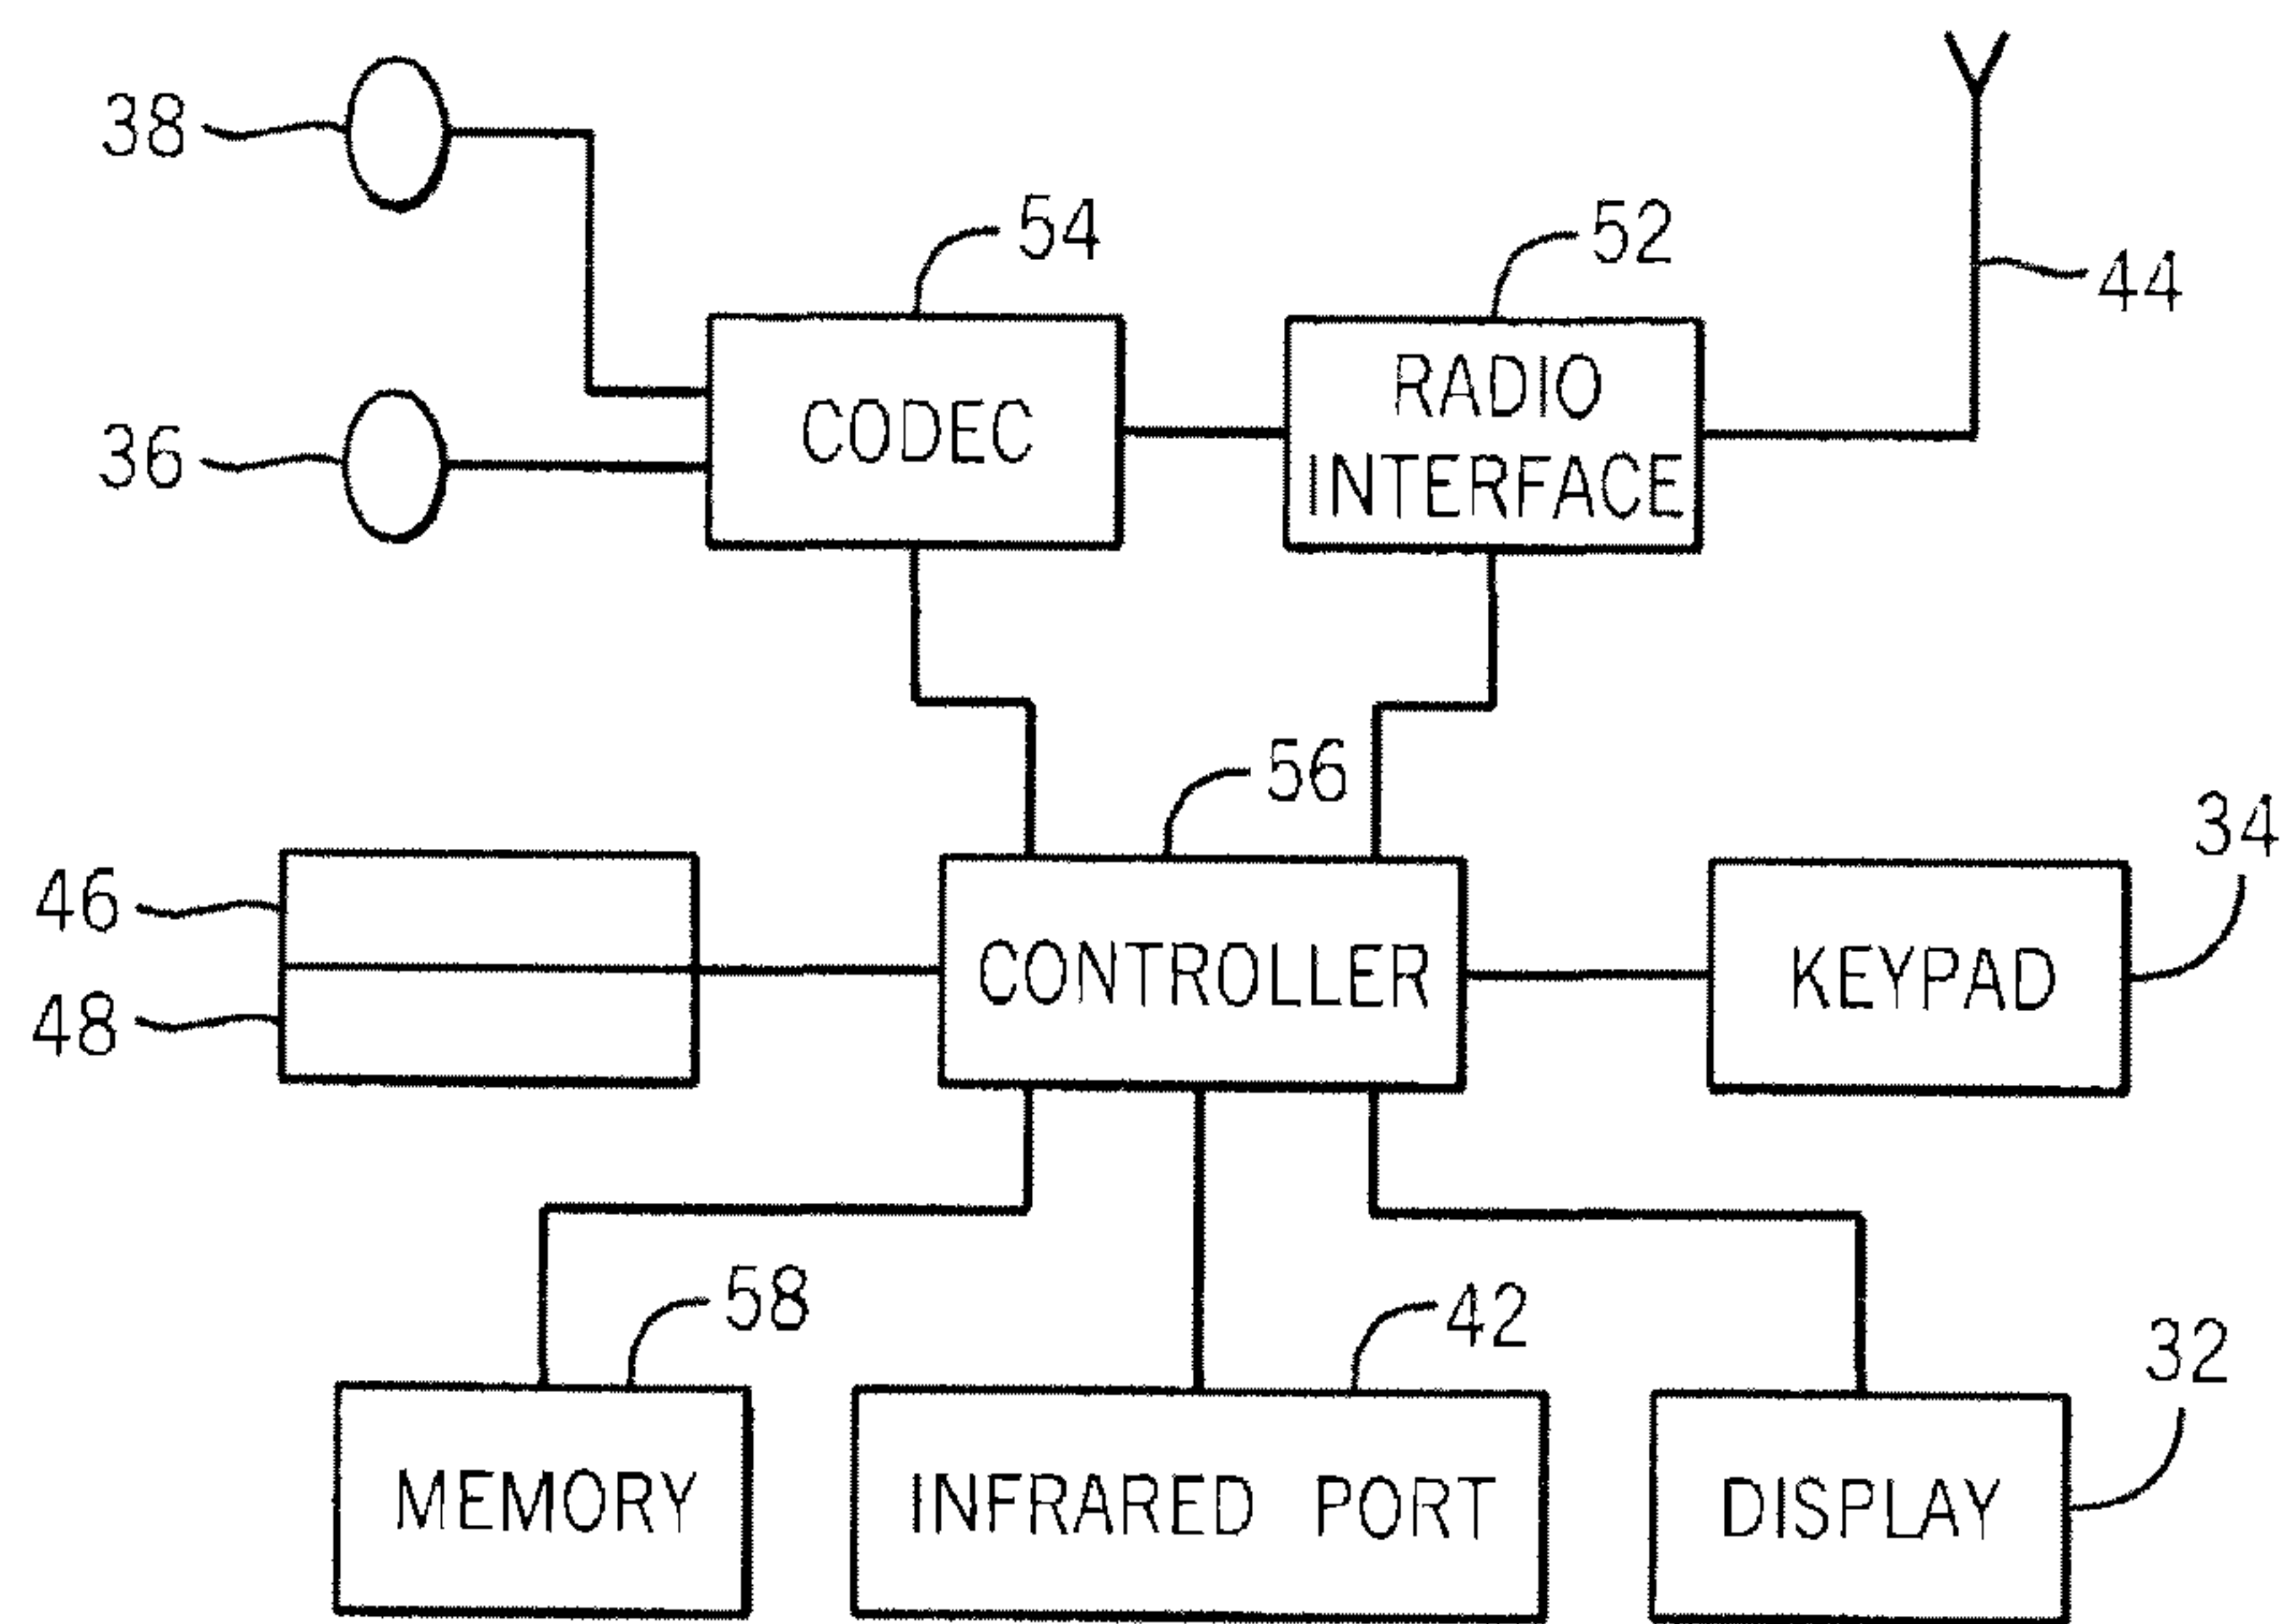 38
54
52
44
CODEC
RADIO
INTERFACE
36
56
34
46
48
CONTROLLER
KEYPAD
58
42
32
MEMORY
INFRARED PORT
DISPLAY